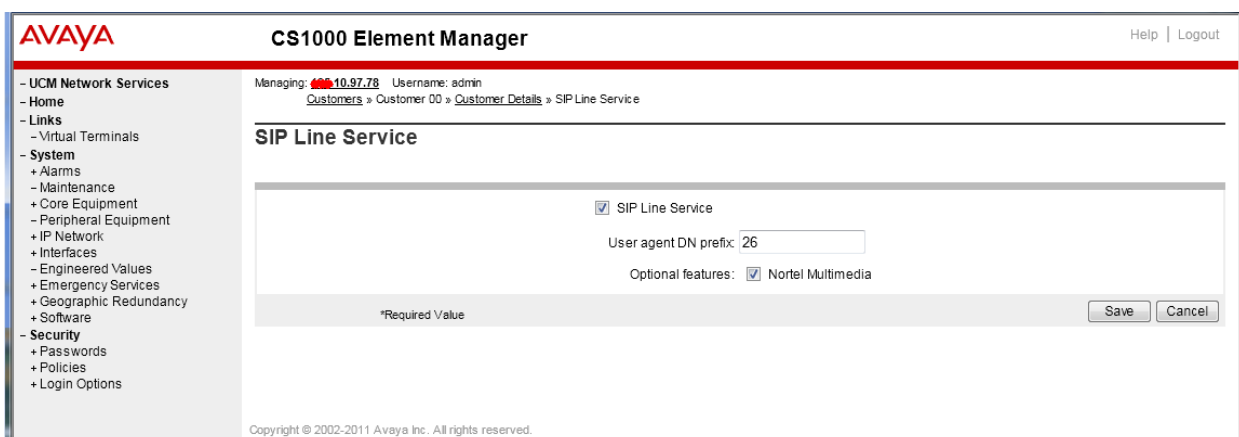 AVAYA
CS1000 Element Manager
Help | Logout
– UCM Network Services
– Home
– Links
– Virtual Terminals
– System
+ Alarms
– Maintenance
+ Core Equipment
– Peripheral Equipment
+ IP Network
+ Interfaces
– Engineered Values
+ Emergency Services
+ Geographic Redundancy
+ Software
– Security
+ Passwords
+ Policies
+ Login Options
Managing: 10.97.78 Username: admin
Customers » Customer 00 » Customer Details » SIP Line Service
SIP Line Service
SIP Line Service
User agent DN prefix: 26
Optional features: Nortel Multimedia
*Required Value
Save Cancel
Copyright © 2002-2011 Avaya Inc. All rights reserved.